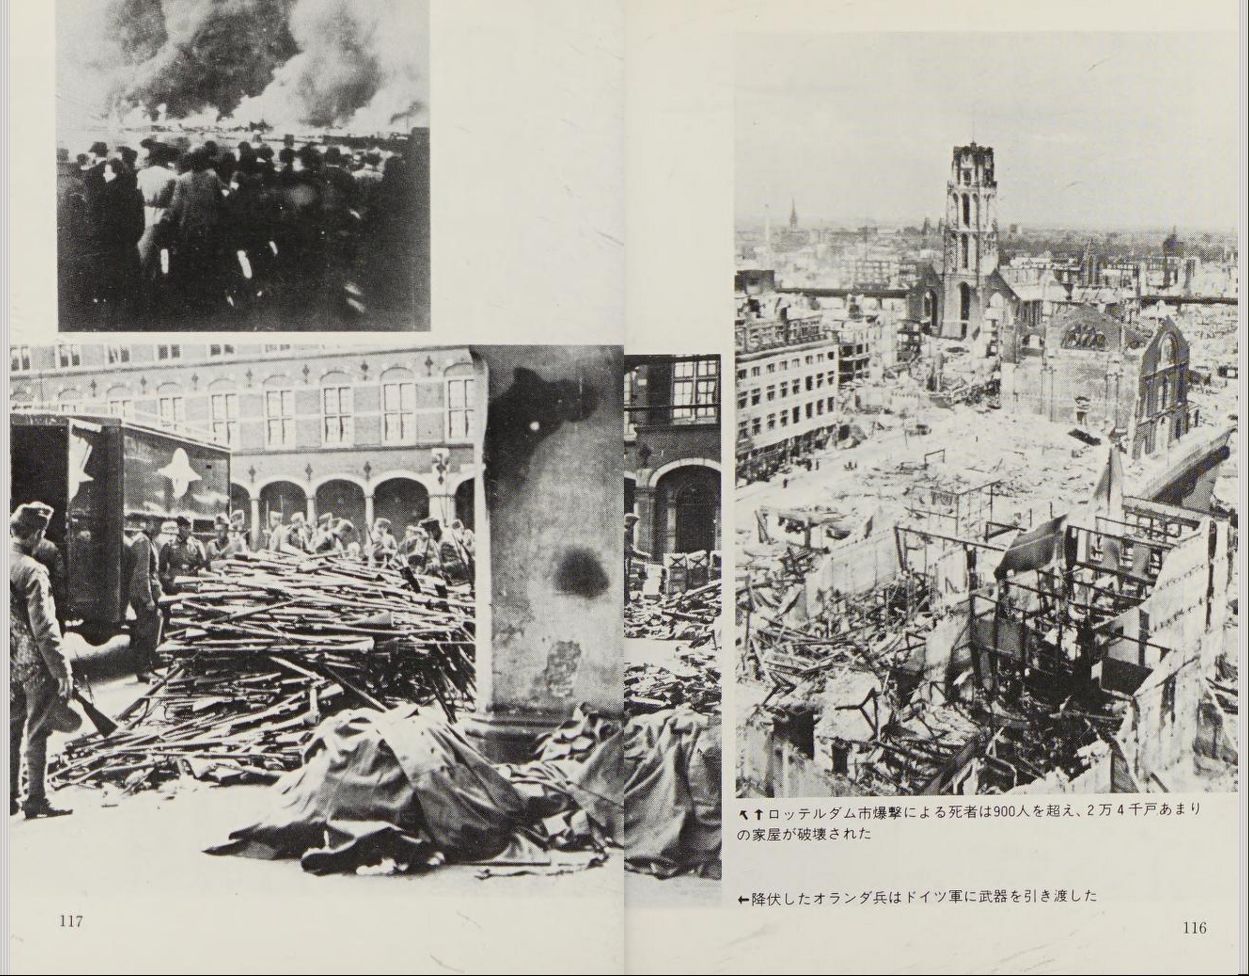 ↖↑ロッテルダム市爆撃による死者は900人を超え、2万4千戸あまり
の家屋が破壊された
←降伏したオランダ兵はドイツ軍に武器を引き渡した
116
117